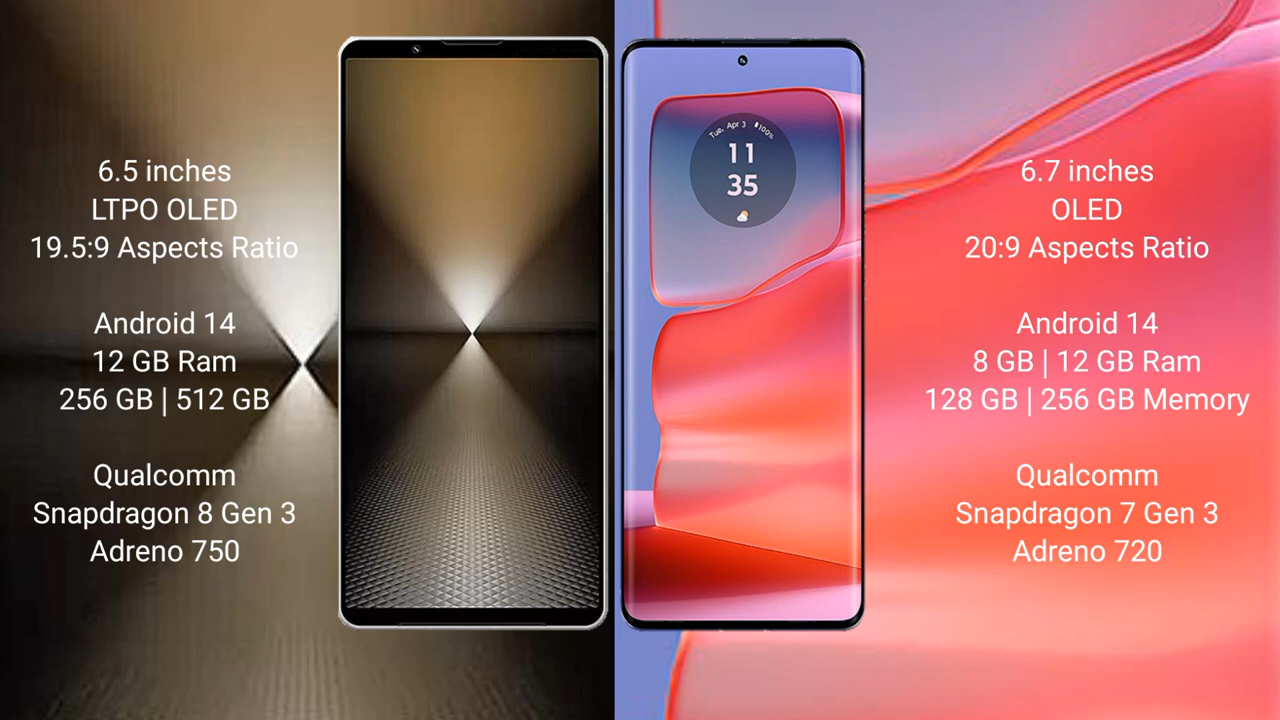 6.5 inches
LTPO OLED
19.5:9 Aspects Ratio
Android 14
12 GB Ram
256 GB | 512 GB
Qualcomm
Snapdragon 8 Gen 3
Adreno 750
Tue, Apr 3 100%
11
35
6.7 inches
OLED
20:9 Aspects Ratio
Android 14
8 GB | 12 GB Ram
128 GB | 256 GB Memory
Qualcomm
Snapdragon 7 Gen 3
Adreno 720